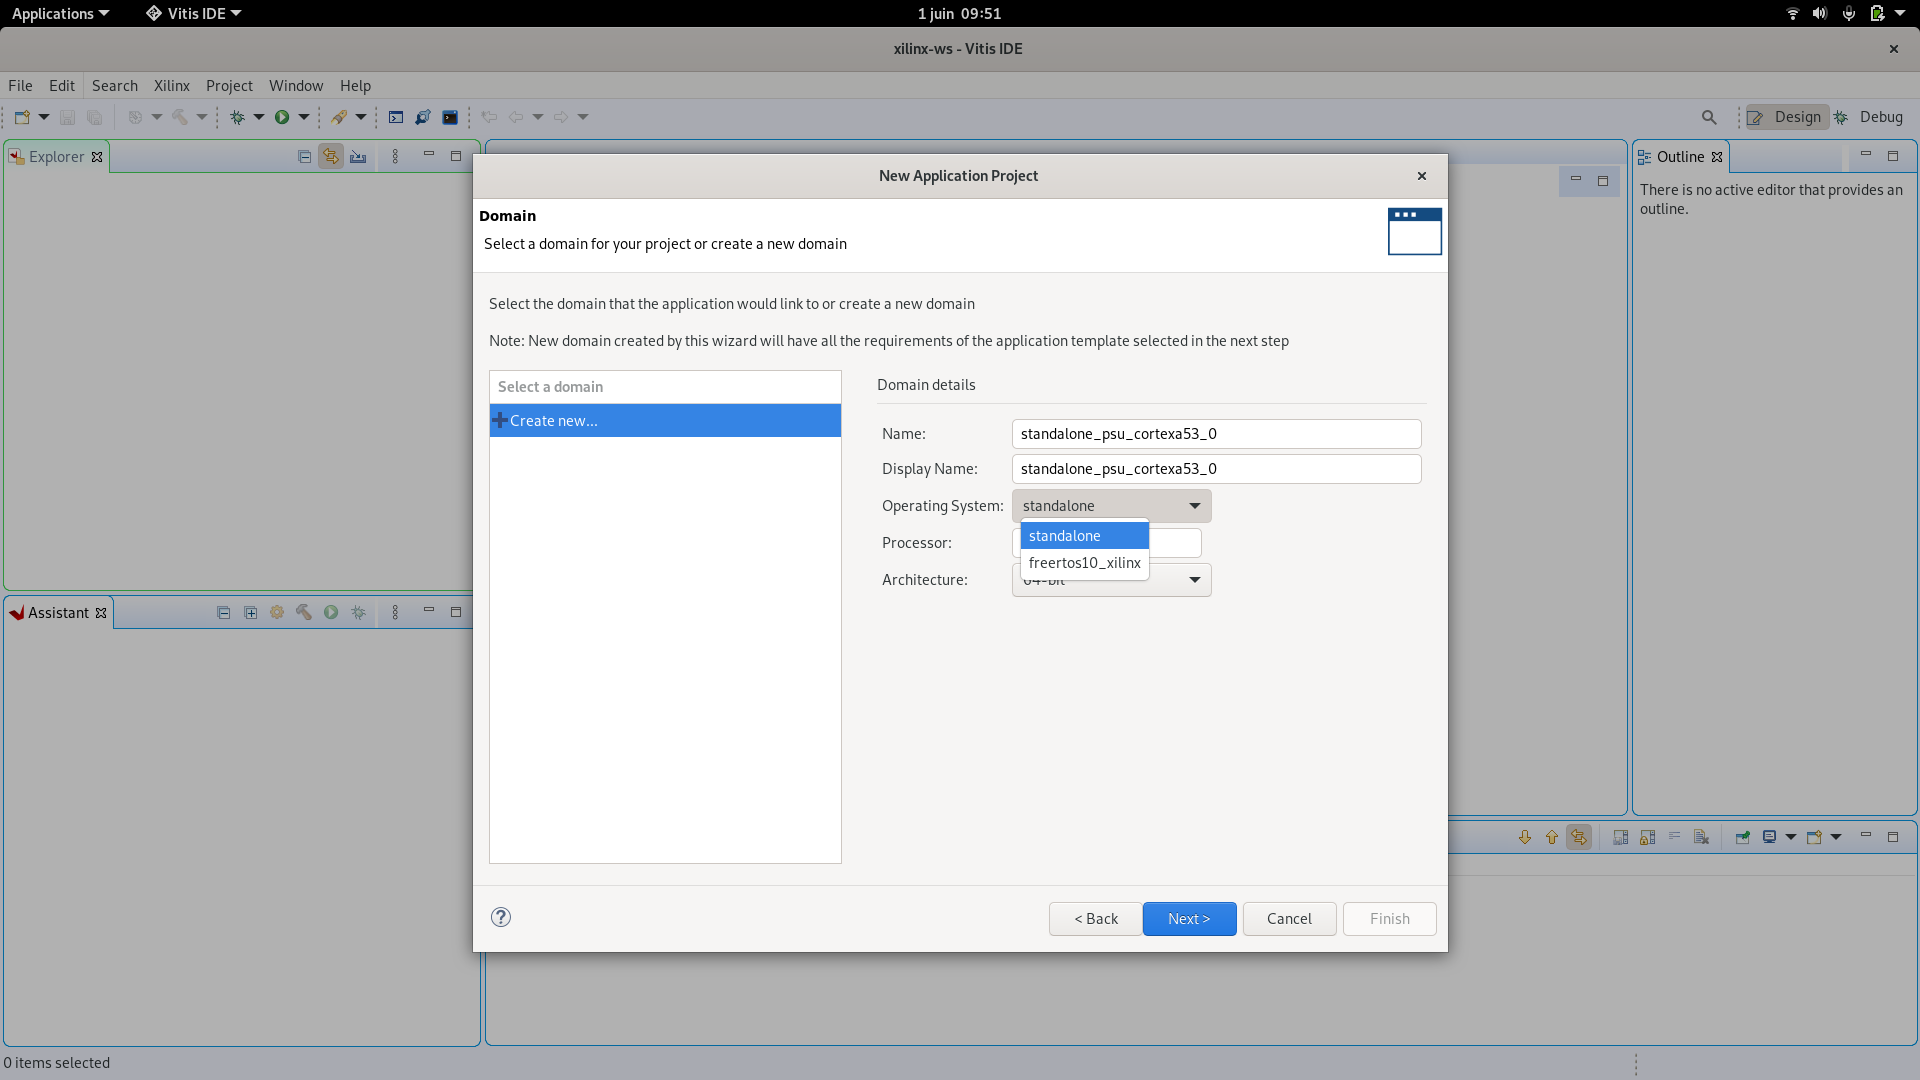 Applications Vitis IDE 1 juin 09:51
xilinx-ws - Vitis IDE
File Edit Search Xilinx Project Window Help
Design Debug
Explorer
Outline
There is no active editor that provides an
outline.
New Application Project
Domain
Select a domain for your project or create a new domain
Select the domain that the application would link to or create a new domain
Note: New domain created by this wizard will have all the requirements of the application template selected in the next step
Select a domain
Create new...
Domain details
Name: standalone_psu_cortexa53_0
Display Name: standalone_psu_cortexa53_0
Operating System: standalone
standalone
Processor:
freertos10_xilinx
Architecture: 64-bit
Assistant
< Back Next > Cancel Finish
0 items selected